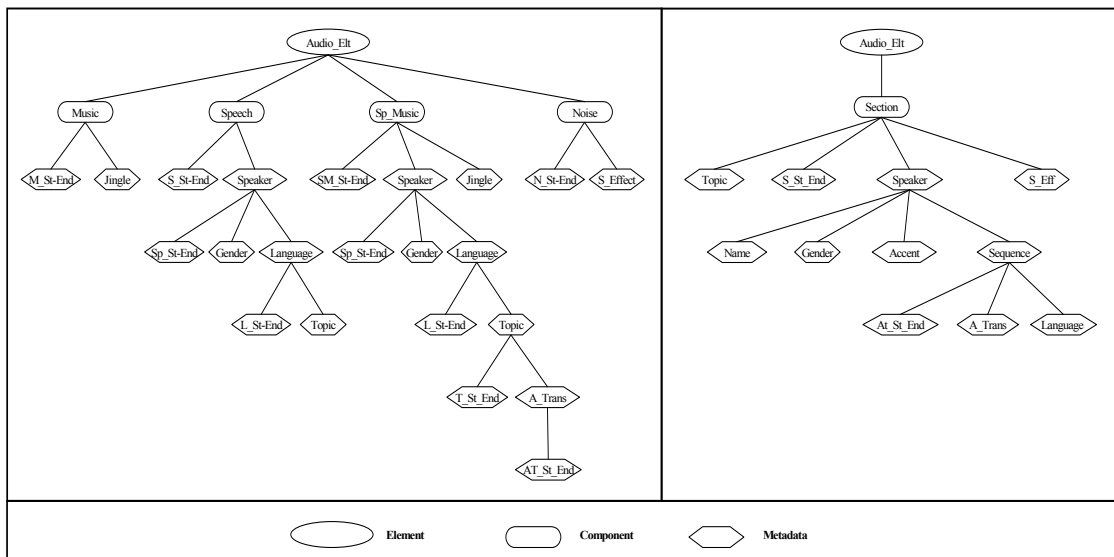 Audio_Elt
Music
Speech
Sp_Music
Noise
M_St-End
Jingle
S_St-End
Speaker
SM_St-End
Speaker
Jingle
N_St-End
S_Effect
Sp_St-End
Gender
Language
Sp_St-End
Gender
Language
L_St-End
Topic
L_St-End
Topic
T_St_End
A_Trans
AT_St_End
Audio_Elt
Section
Topic
S_St_End
Speaker
S_Eff
Name
Gender
Accent
Sequence
At_St_End
A_Trans
Language
Element
Component
Metadata